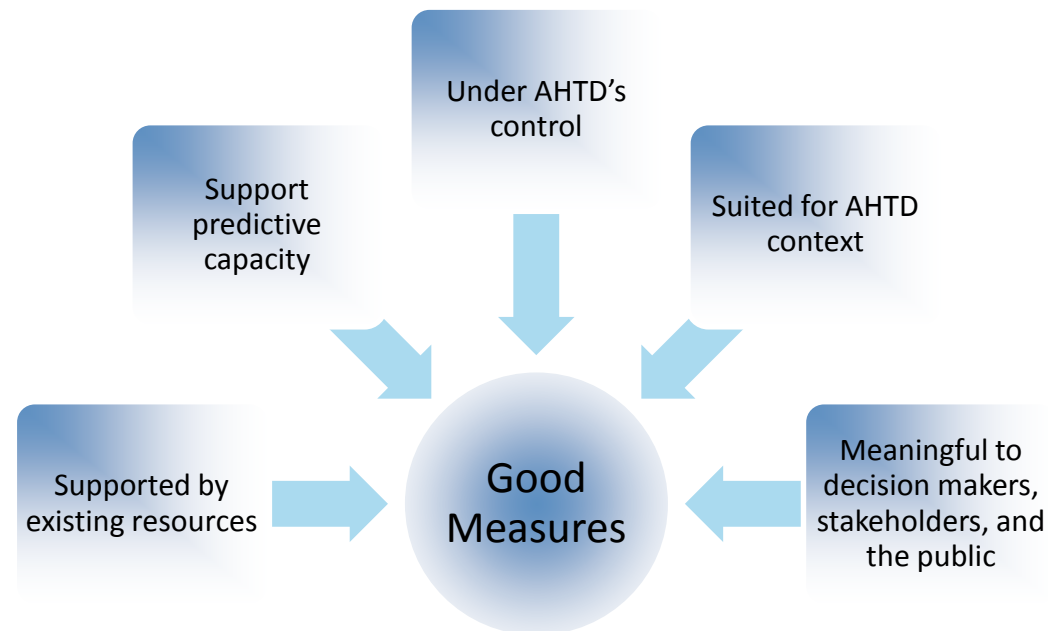 Under AHTD’s
control
Support
predictive
capacity
Suited for AHTD
context
Supported by
existing resources
Good
Measures
Meaningful to
decision makers,
stakeholders, and
the public